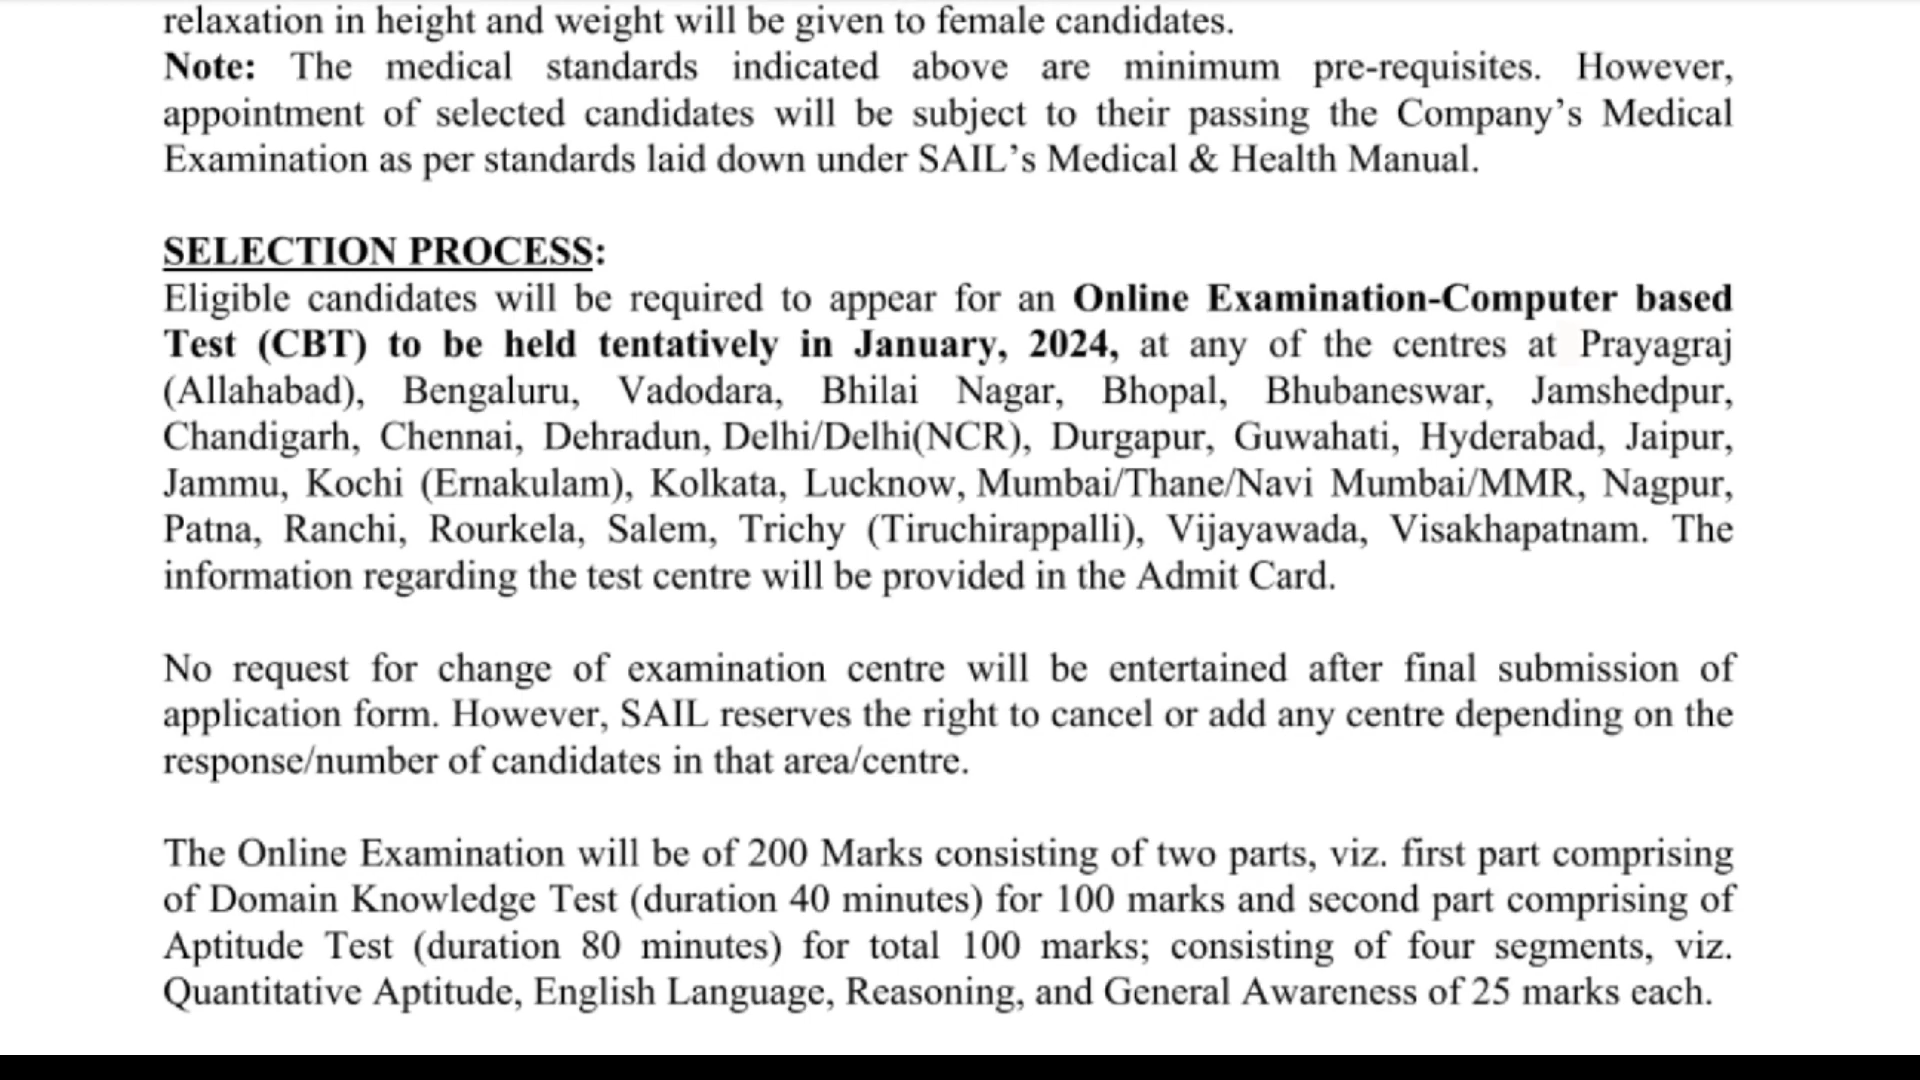 relaxation in height and weight will be given to female candidates.
Note: The medical standards indicated above are minimum pre-requisites. However,
appointment of selected candidates will be subject to their passing the Company’s Medical
Examination as per standards laid down under SAIL’s Medical & Health Manual.
SELECTION PROCESS:
Eligible candidates will be required to appear for an Online Examination-Computer based
Test (CBT) to be held tentatively in January, 2024, at any of the centres at Prayagraj
(Allahabad), Bengaluru, Vadodara, Bhilai Nagar, Bhopal, Bhubaneswar, Jamshedpur,
Chandigarh, Chennai, Dehradun, Delhi/Delhi(NCR), Durgapur, Guwahati, Hyderabad, Jaipur,
Jammu, Kochi (Ernakulam), Kolkata, Lucknow, Mumbai/Thane/Navi Mumbai/MMR, Nagpur,
Patna, Ranchi, Rourkela, Salem, Trichy (Tiruchirappalli), Vijayawada, Visakhapatnam. The
information regarding the test centre will be provided in the Admit Card.
No request for change of examination centre will be entertained after final submission of
application form. However, SAIL reserves the right to cancel or add any centre depending on the
response/number of candidates in that area/centre.
The Online Examination will be of 200 Marks consisting of two parts, viz. first part comprising
of Domain Knowledge Test (duration 40 minutes) for 100 marks and second part comprising of
Aptitude Test (duration 80 minutes) for total 100 marks; consisting of four segments, viz.
Quantitative Aptitude, English Language, Reasoning, and General Awareness of 25 marks each.